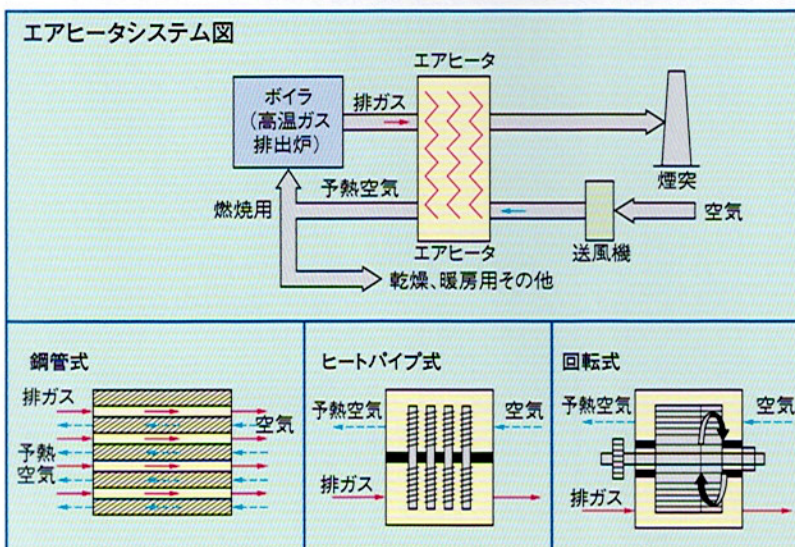 エアヒータシステム図
エアヒータ
ボイラ
(高温ガス
排出炉)
排ガス
煙突
予熱空気
燃焼用
空気
エアヒータ
送風機
乾燥、暖房用その他
鋼管式
排ガス
空気
予熱
空気
ヒートパイプ式
予熱空気
空気
排ガス
回転式
予熱空気
空気
排ガス